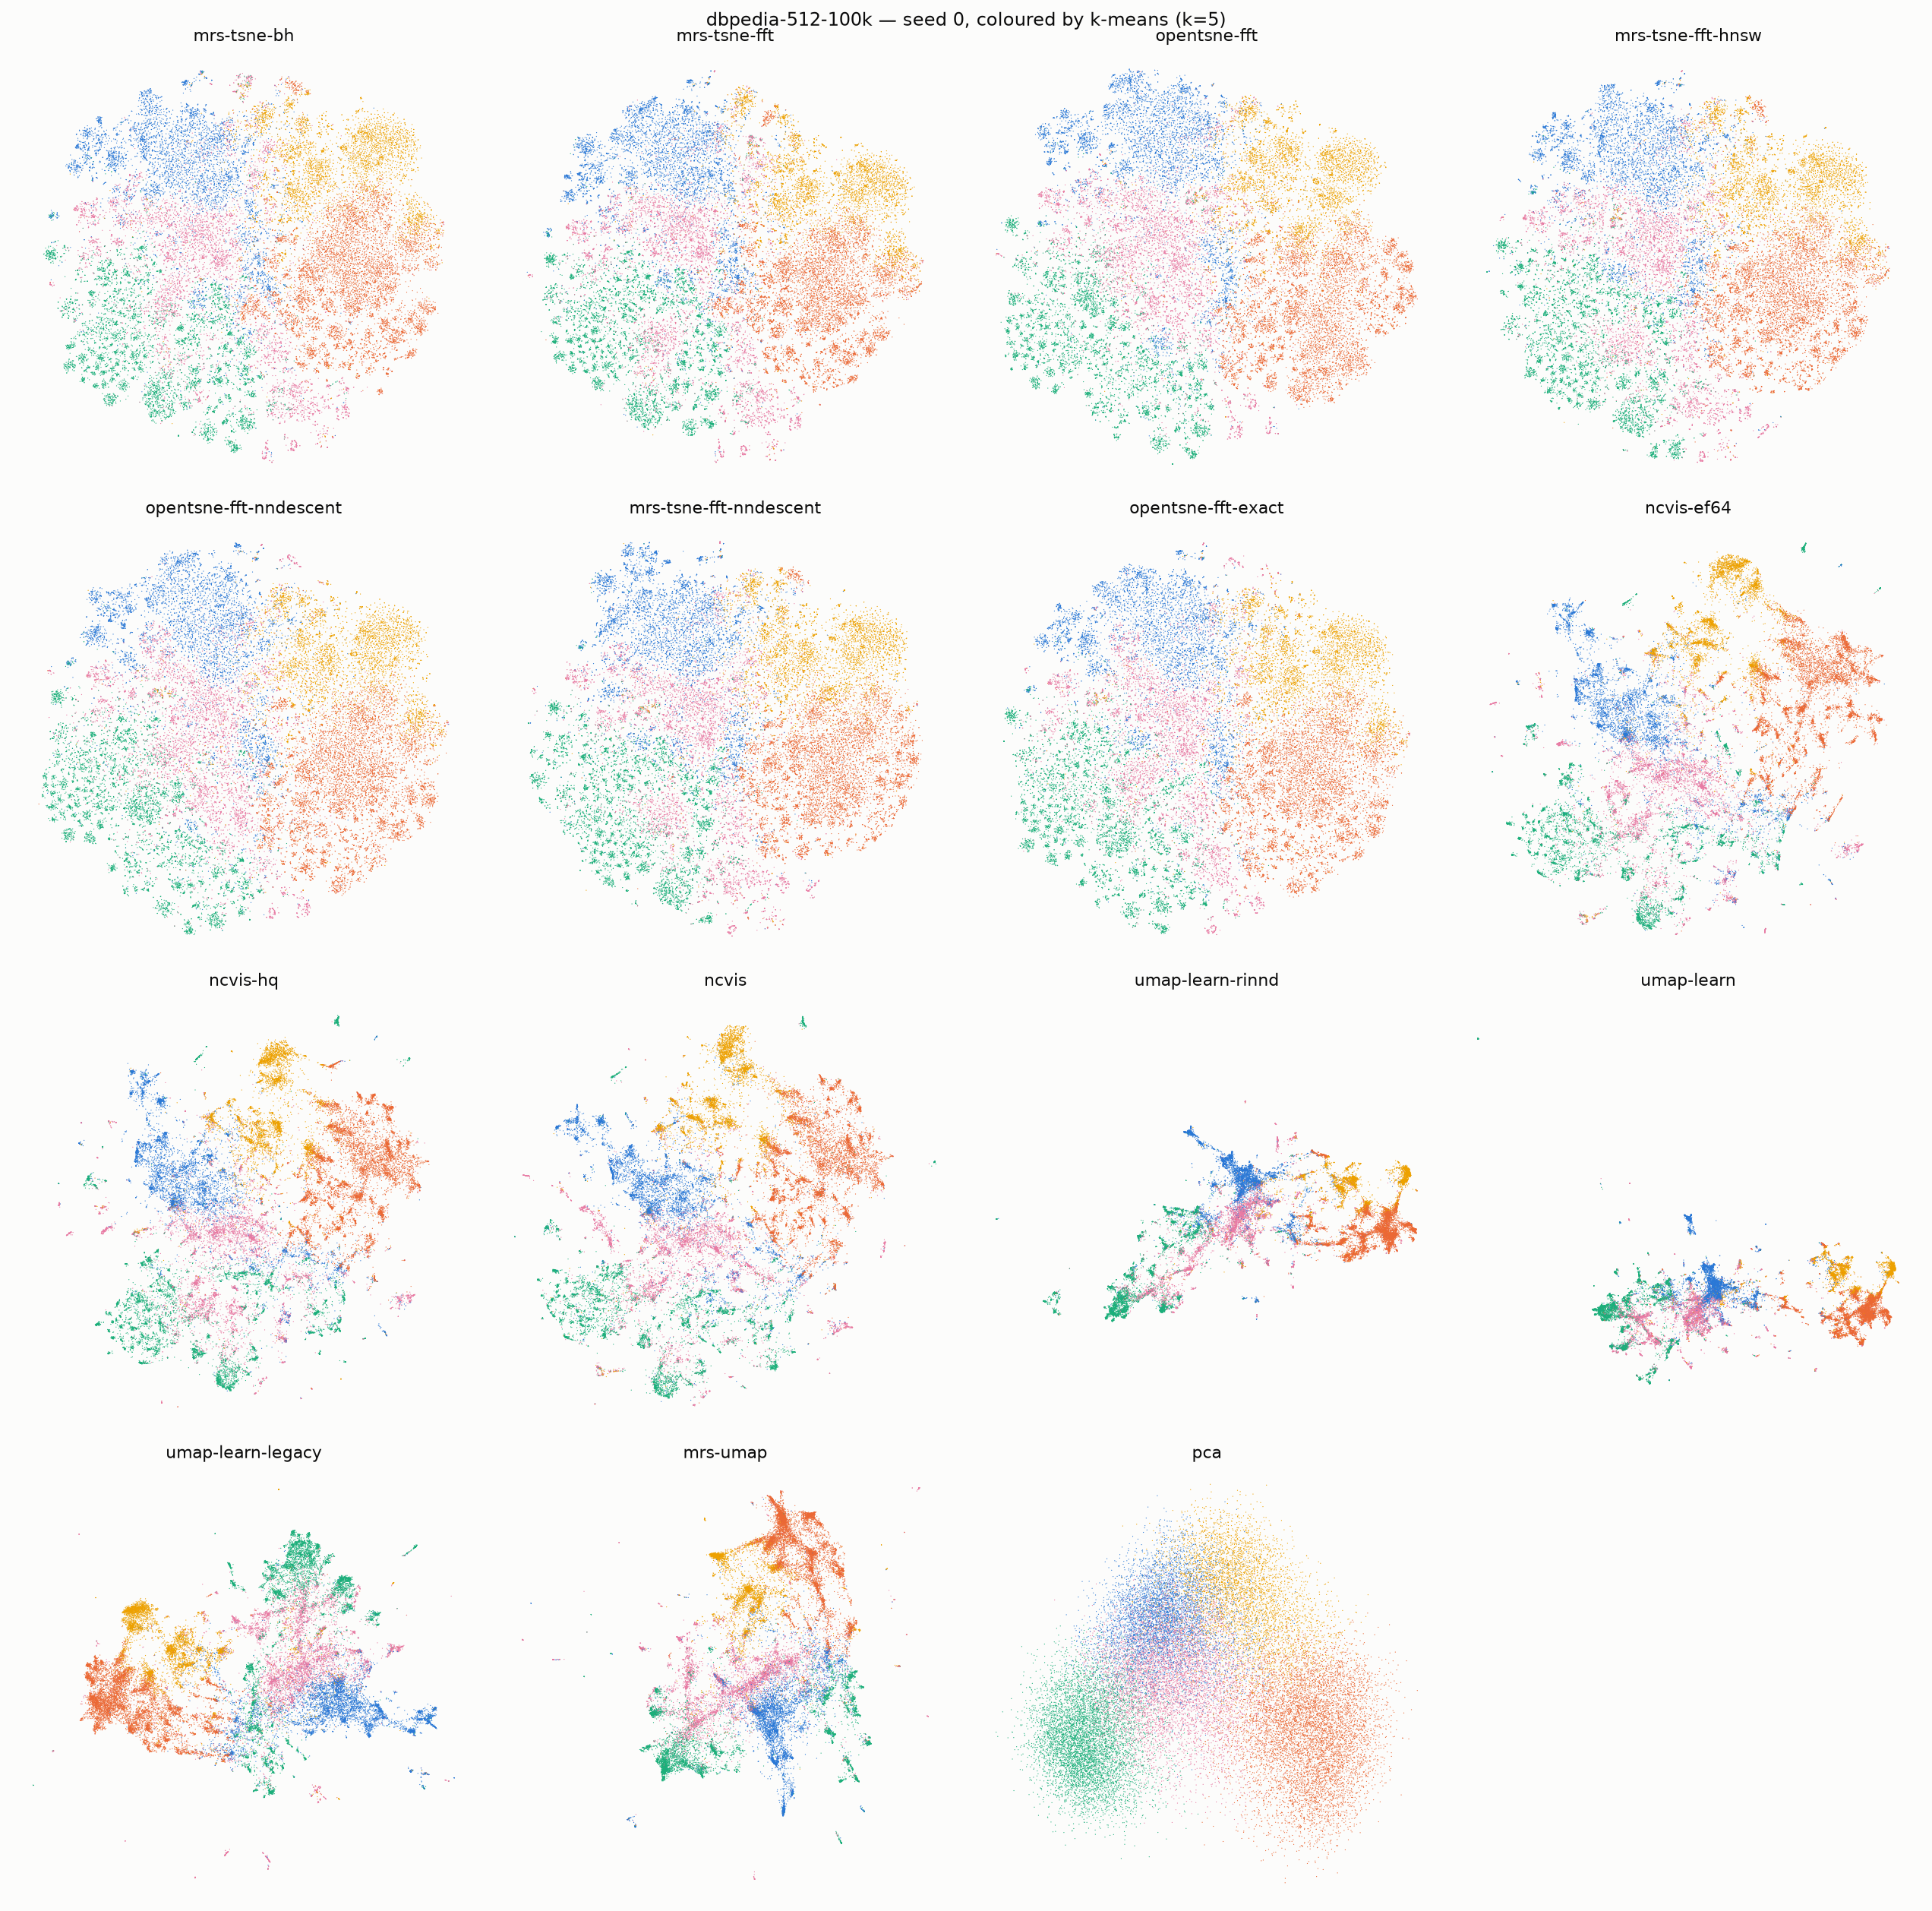 dbpedia-512-100k — seed 0, coloured by k-means (k=5)
mrs-tsne-bh
mrs-tsne-fft
opentsne-fft
mrs-tsne-fft-hnsw
opentsne-fft-nndescent
mrs-tsne-fft-nndescent
opentsne-fft-exact
ncvis-ef64
ncvis-hq
ncvis
umap-learn-rinnd
umap-learn
umap-learn-legacy
mrs-umap
pca